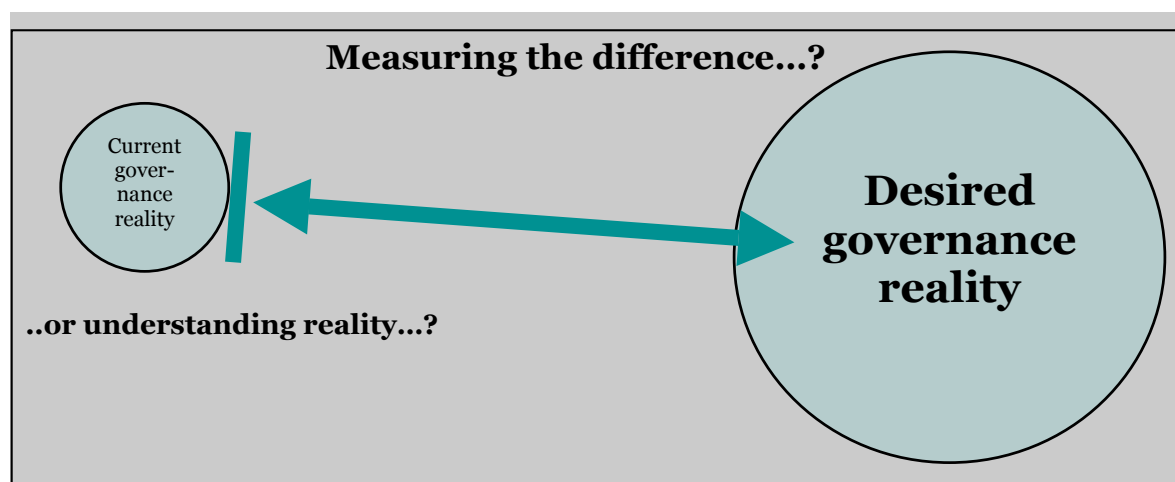 Measuring the difference...?
Current
gover-
nance
reality
Desired
governance
reality
..or understanding reality...?